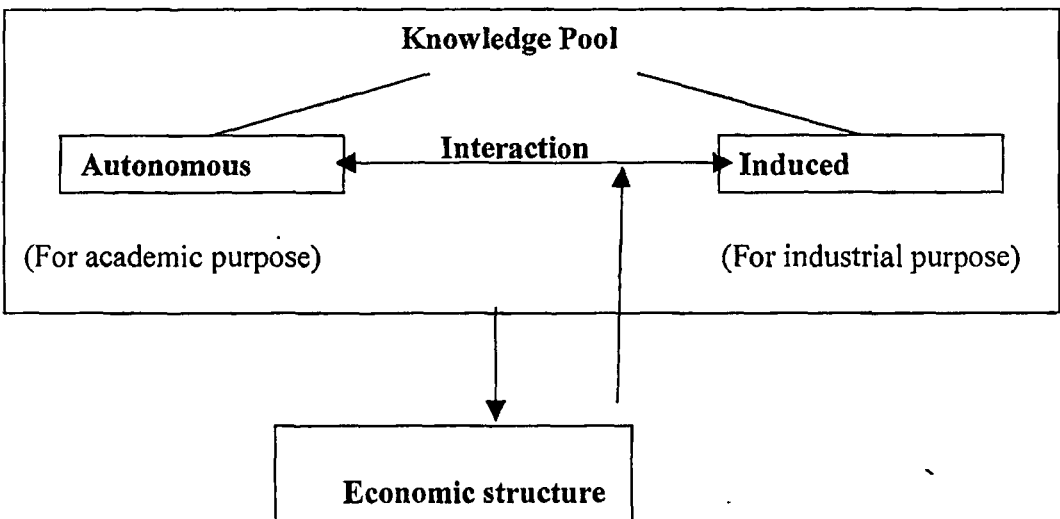 Knowledge Pool
Autonomous
Interaction
Induced
(For academic purpose)
(For industrial purpose)
Economic structure